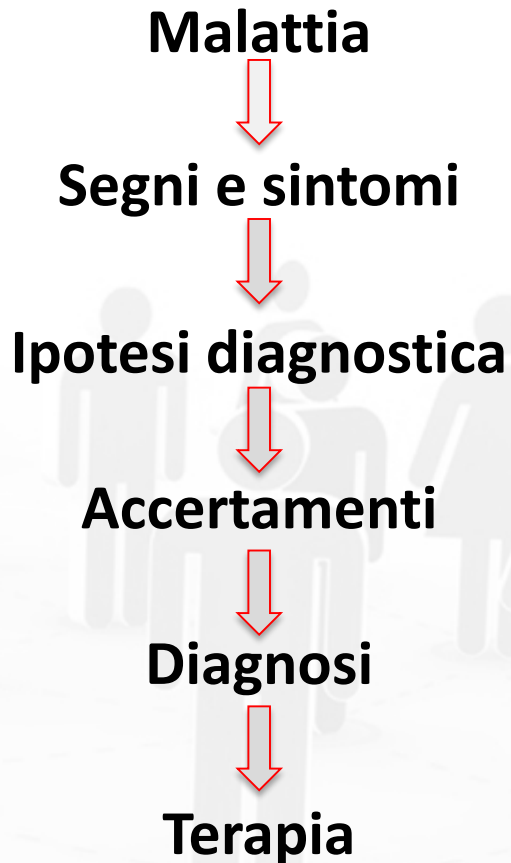 Malattia
Segni e sintomi
Ipotesi diagnostica
Accertamenti
Diagnosi
Terapia